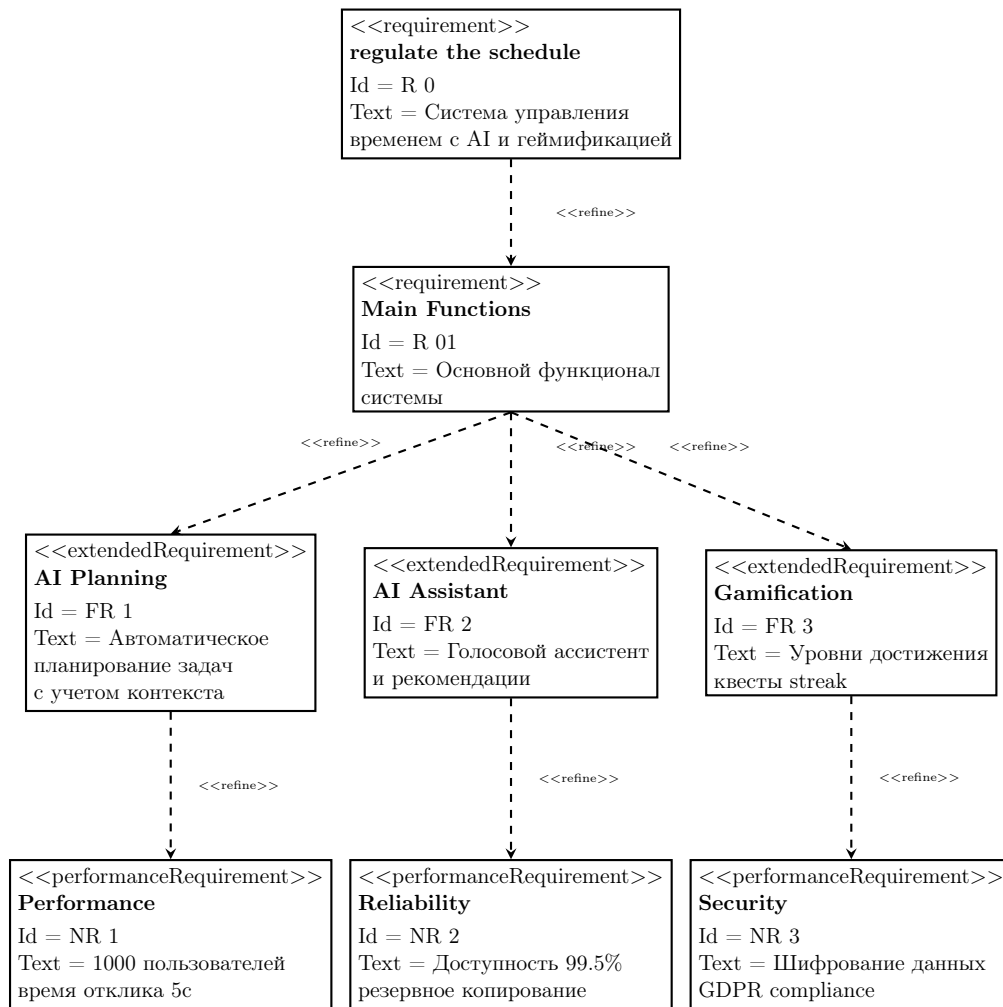 <<requirement>>
regulate the schedule
Id = R 0
Text = Система управления
временем с AI и геймификацией
<<refine>>
<<requirement>>
Main Functions
Id = R 01
Text = Основной функционал
системы
<<refine>>
<<refine>>
<<refine>>
<<extendedRequirement>>
AI Planning
Id = FR 1
Text = Автоматическое
планирование задач
с учетом контекста
<<extendedRequirement>>
AI Assistant
Id = FR 2
Text = Голосовой ассистент
и рекомендации
<<extendedRequirement>>
Gamification
Id = FR 3
Text = Уровни достижения
квесты streak
<<refine>>
<<refine>>
<<refine>>
<<performanceRequirement>>
Performance
Id = NR 1
Text = 1000 пользователей
время отклика 5с
<<performanceRequirement>>
Reliability
Id = NR 2
Text = Доступность 99.5%
резервное копирование
<<performanceRequirement>>
Security
Id = NR 3
Text = Шифрование данных
GDPR compliance